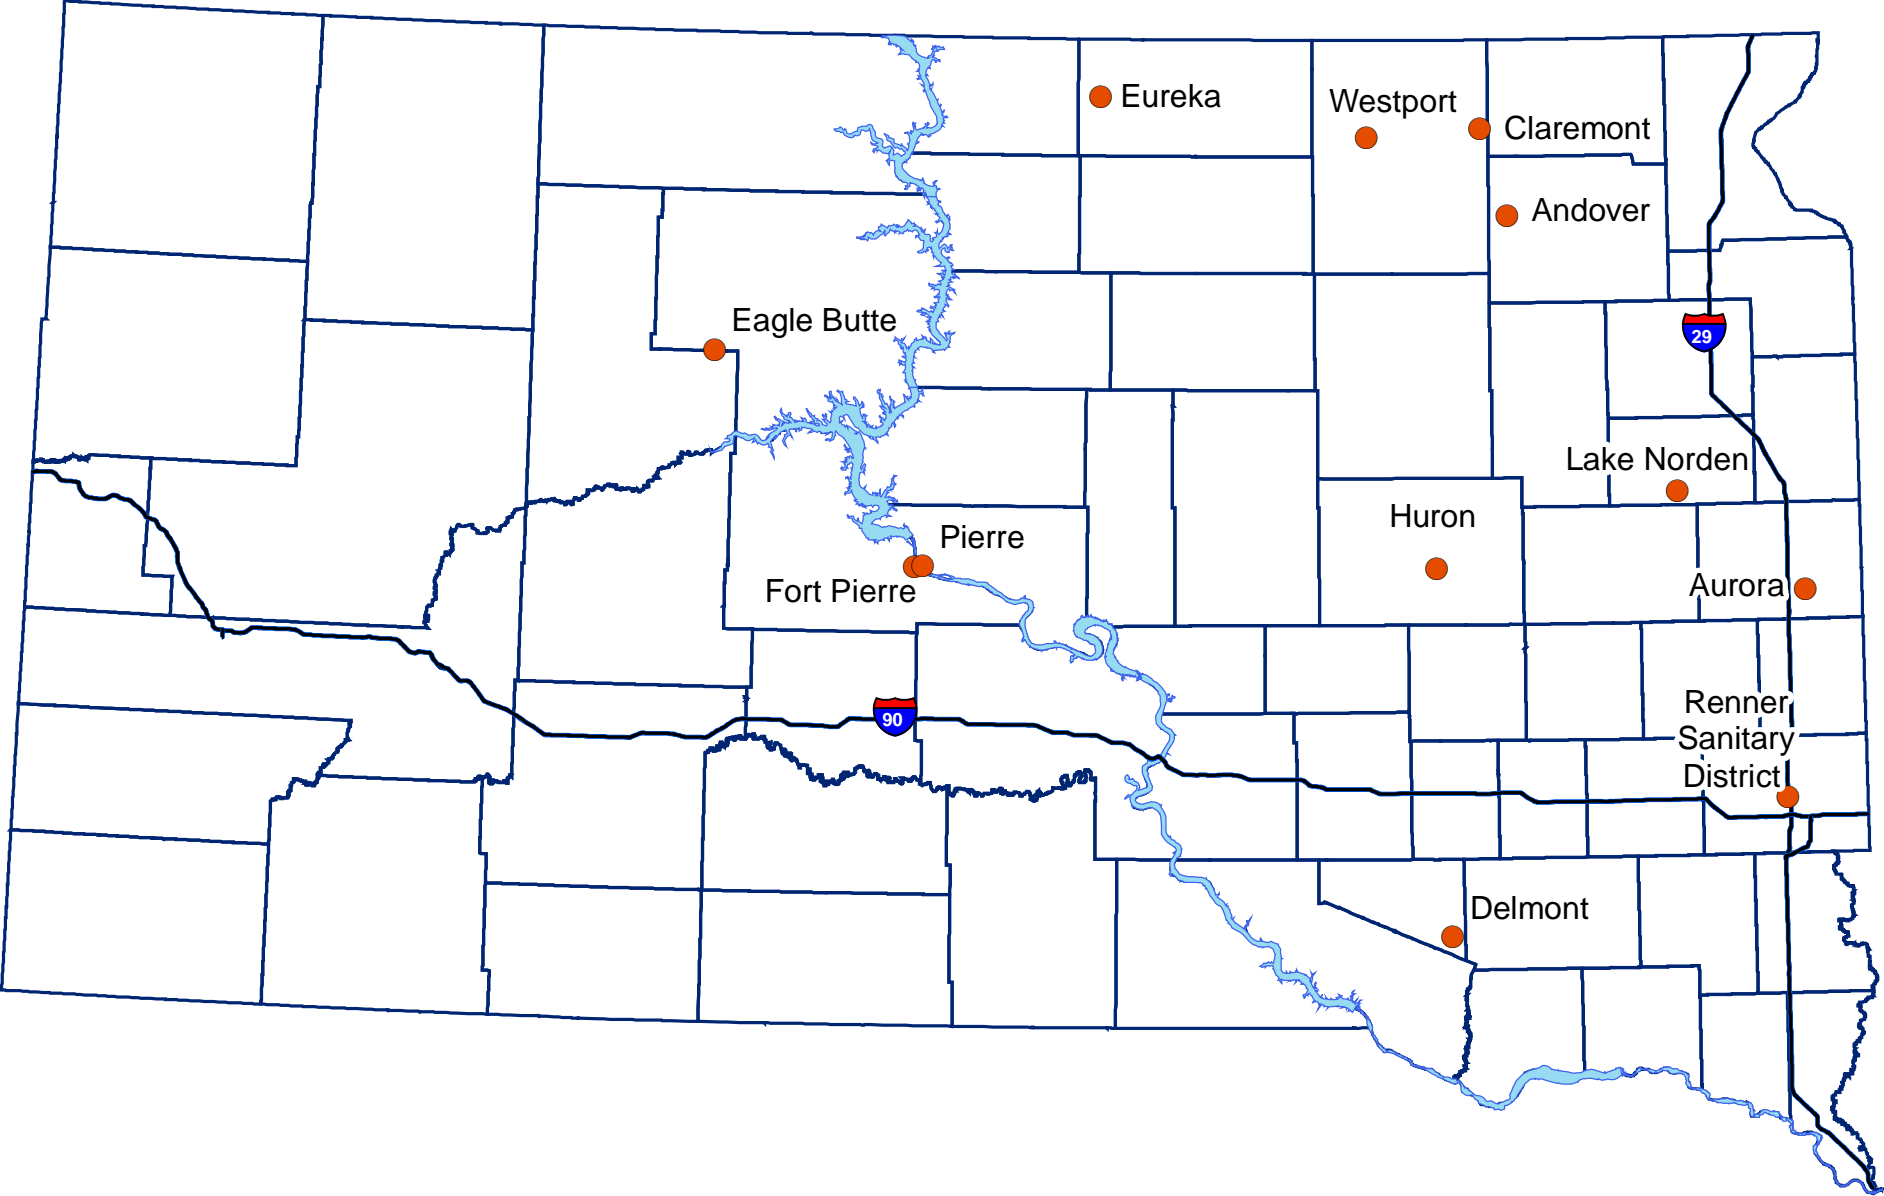 Eureka
Westport
Claremont
Andover
Eagle Butte
29
Lake Norden
Huron
Pierre
Fort Pierre
Aurora
90
Renner
Sanitary
District
Delmont